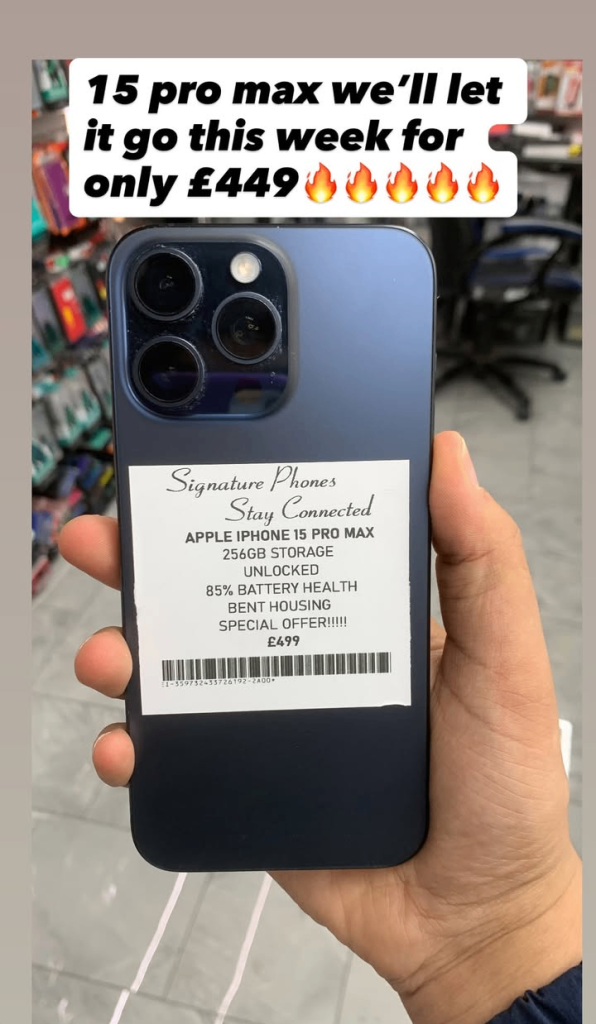 15 pro max we’ll let
it go this week for
only £449🔥🔥🔥🔥🔥
Signature Phones
Stay Connected
APPLE IPHONE 15 PRO MAX
256GB STORAGE
UNLOCKED
85% BATTERY HEALTH
BENT HOUSING
SPECIAL OFFER!!!!!
£499